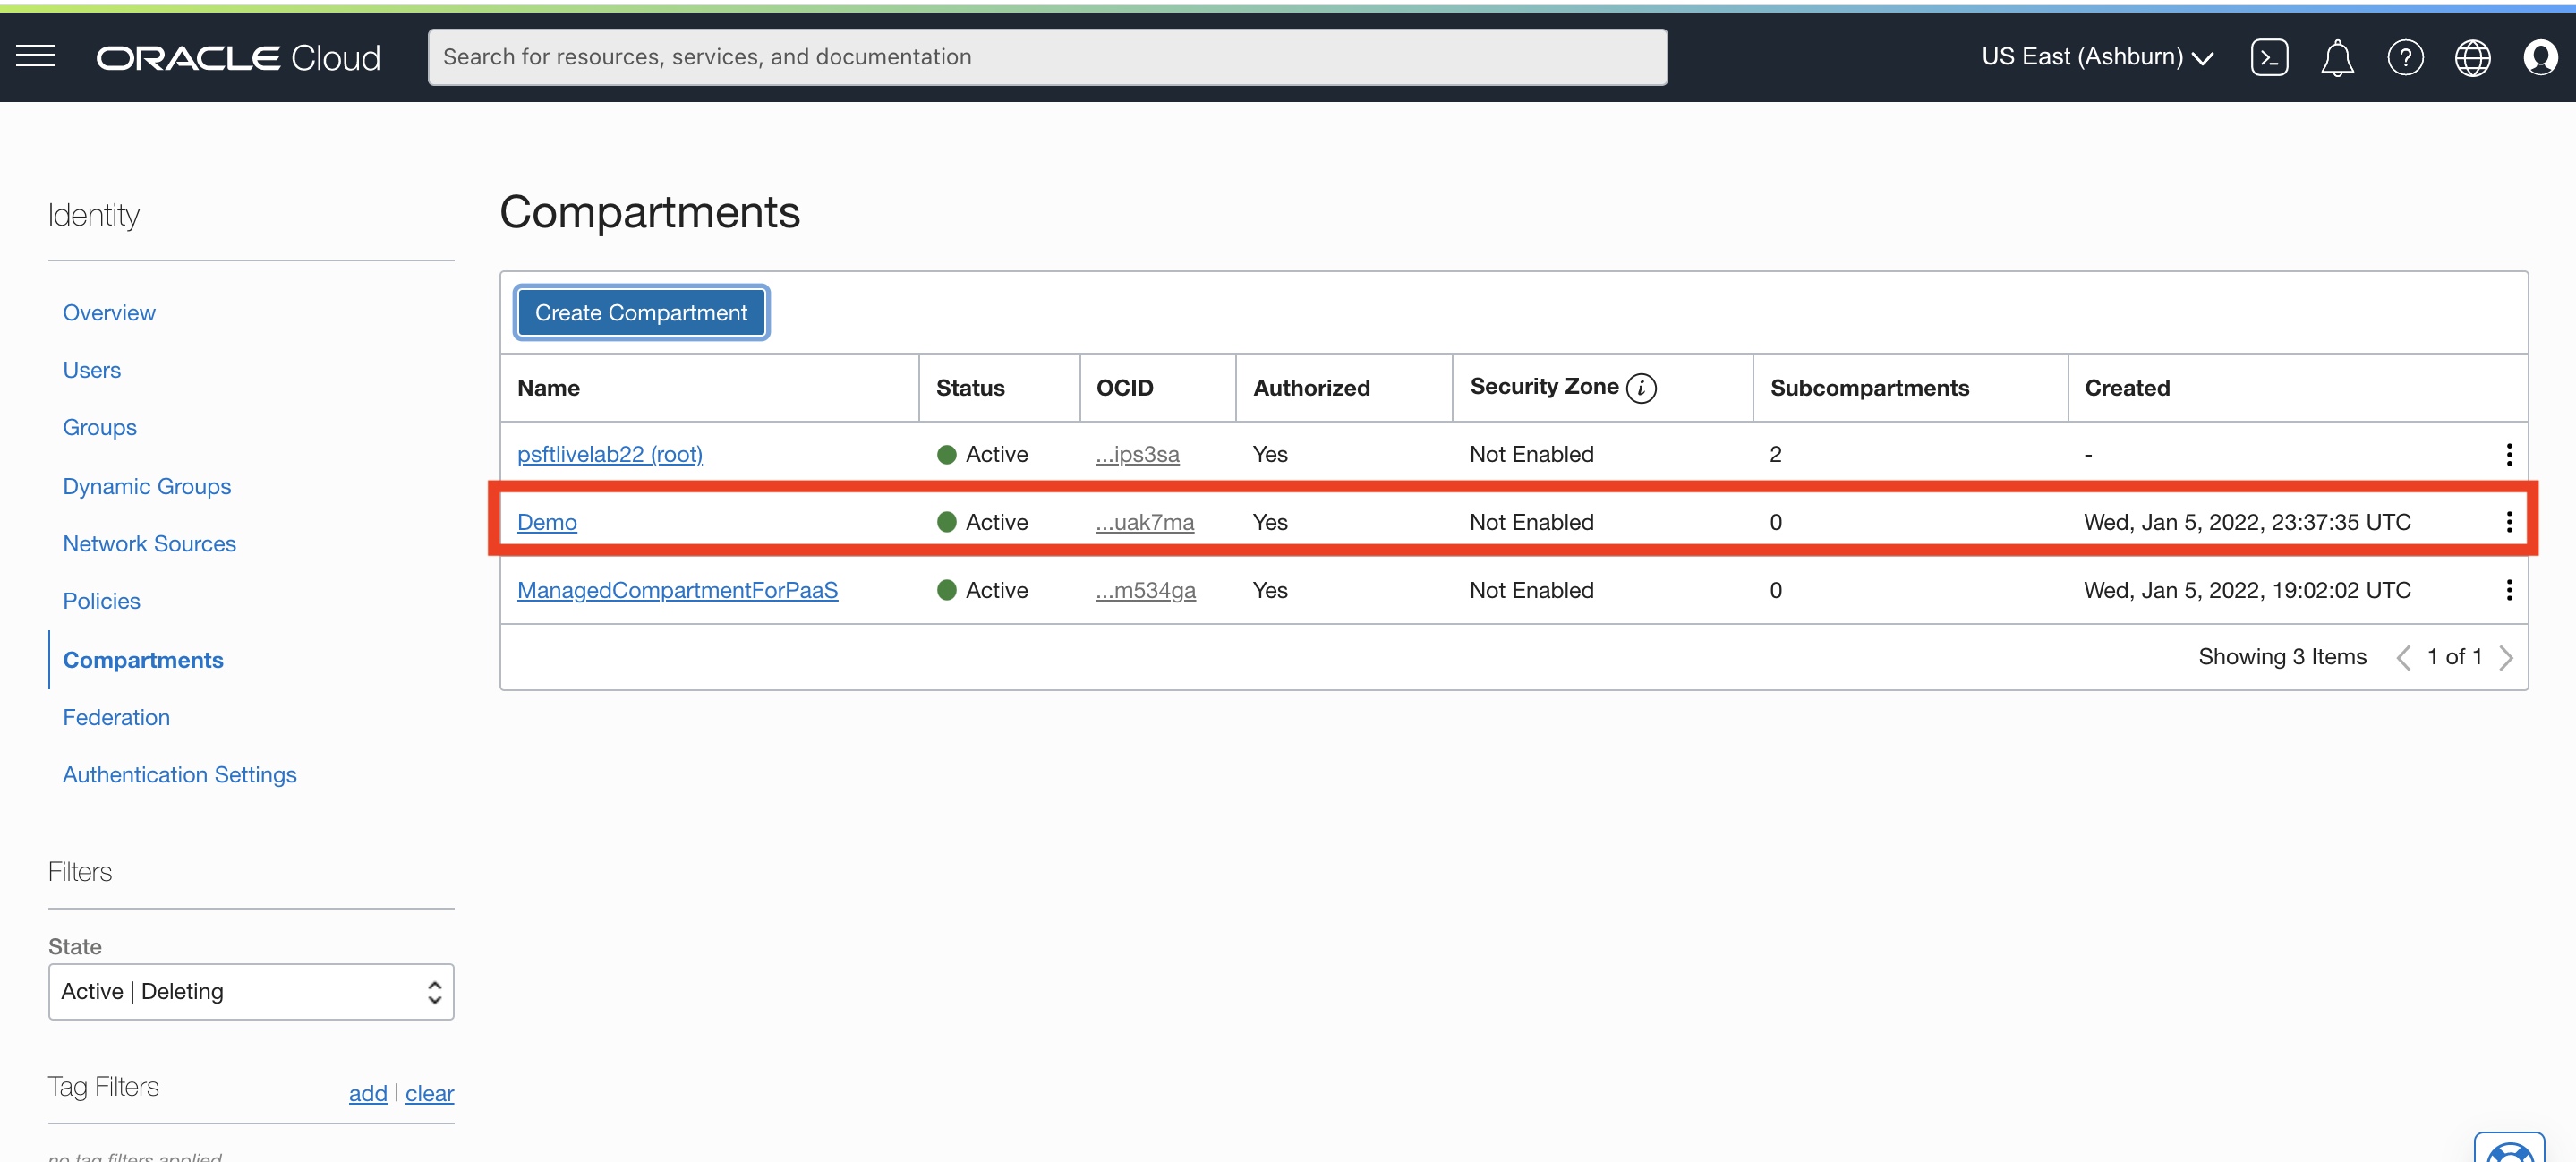 ORACLE Cloud
Search for resources, services, and documentation
US East (Ashburn)
Identity
Overview
Users
Groups
Dynamic Groups
Network Sources
Policies
Compartments
Federation
Authentication Settings
Filters
State
Active | Deleting
Tag Filters add | clear
no tag filters applied
Compartments
Create Compartment
Name Status OCID Authorized Security Zone i Subcompartments Created
psftlivelab22 (root) Active ...ips3sa Yes Not Enabled 2 -
Demo Active ...uak7ma Yes Not Enabled 0 Wed, Jan 5, 2022, 23:37:35 UTC
ManagedCompartmentForPaaS Active ...m534ga Yes Not Enabled 0 Wed, Jan 5, 2022, 19:02:02 UTC
Showing 3 Items 1 of 1